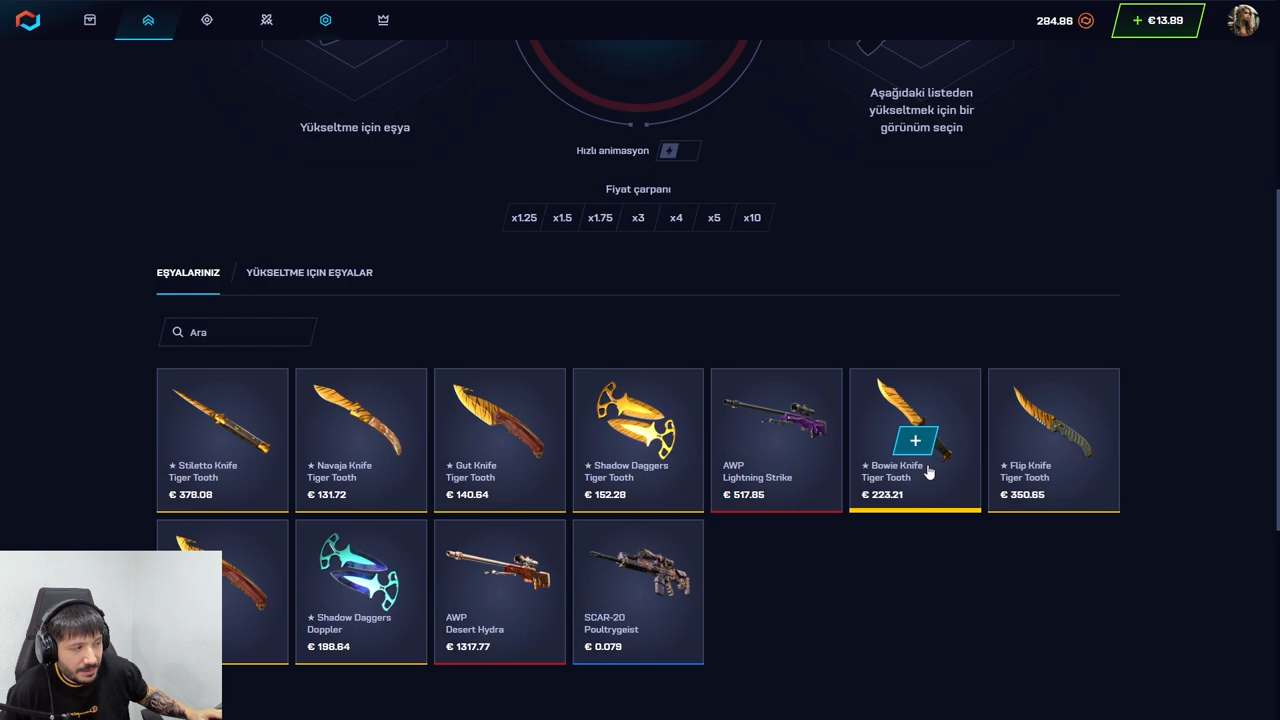 284.86
+ €13.89
Yükseltme için eşya
Aşağıdaki listeden
yükseltmek için bir
görünüm seçin
Hızlı animasyon
Fiyat çarpanı
x1.25 x1.5 x1.75 x3 x4 x5 x10
EŞYALARINIZ
YÜKSELTME IÇIN EŞYALAR
Ara
★ Stiletto Knife
Tiger Tooth
€ 378.08
★ Navaja Knife
Tiger Tooth
€ 131.72
★ Gut Knife
Tiger Tooth
€ 140.64
★ Shadow Daggers
Tiger Tooth
€ 152.28
AWP
Lightning Strike
€ 517.85
★ Bowie Knife
Tiger Tooth
€ 223.21
★ Flip Knife
Tiger Tooth
€ 350.65
★ Shadow Daggers
Doppler
€ 198.64
AWP
Desert Hydra
€ 1317.77
SCAR-20
Poultrygeist
€ 0.079